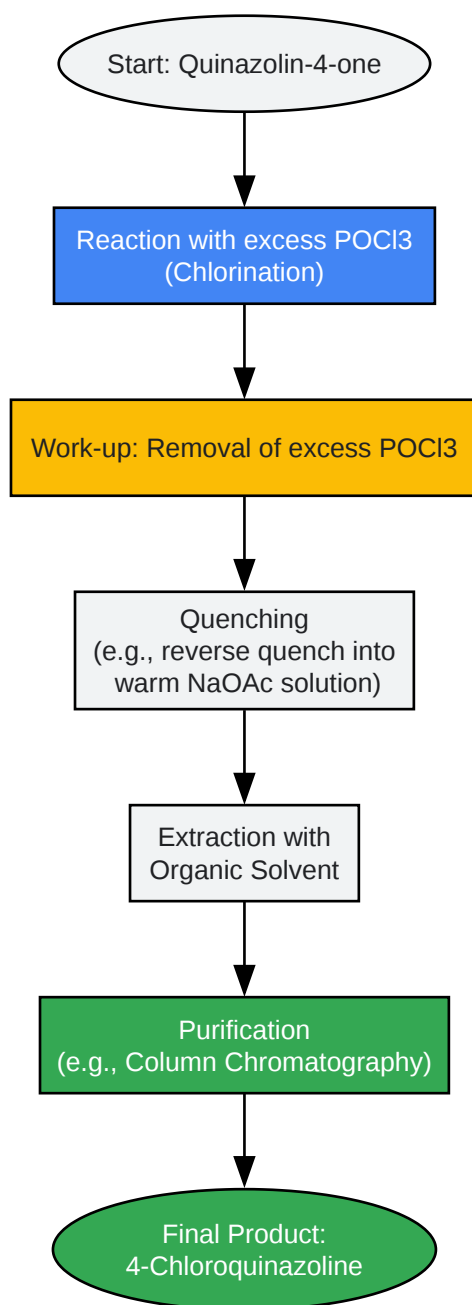 Start: Quinazolin-4-one
Reaction with excess POCl3
(Chlorination)
Work-up: Removal of excess POCl3
Quenching
(e.g., reverse quench into
warm NaOAc solution)
Extraction with
Organic Solvent
Purification
(e.g., Column Chromatography)
Final Product:
4-Chloroquinazoline